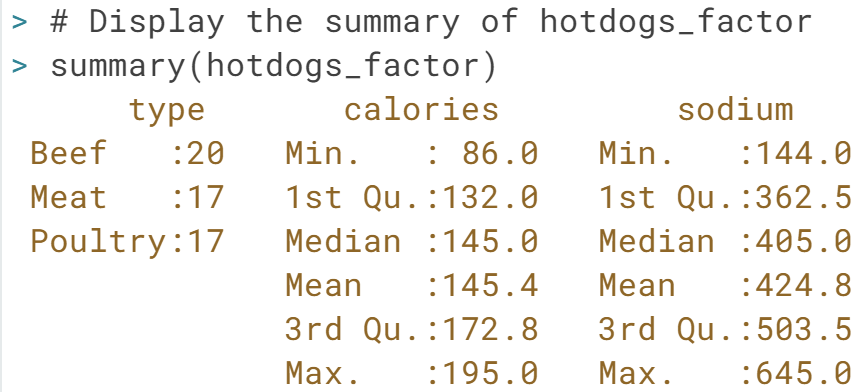 > # Display the summary of hotdogs_factor
> summary(hotdogs_factor)
      type       calories         sodium
 Beef   :20   Min.   : 86.0   Min.   :144.0
 Meat   :17   1st Qu.:132.0   1st Qu.:362.5
 Poultry:17   Median :145.0   Median :405.0
              Mean   :145.4   Mean   :424.8
              3rd Qu.:172.8   3rd Qu.:503.5
              Max.   :195.0   Max.   :645.0